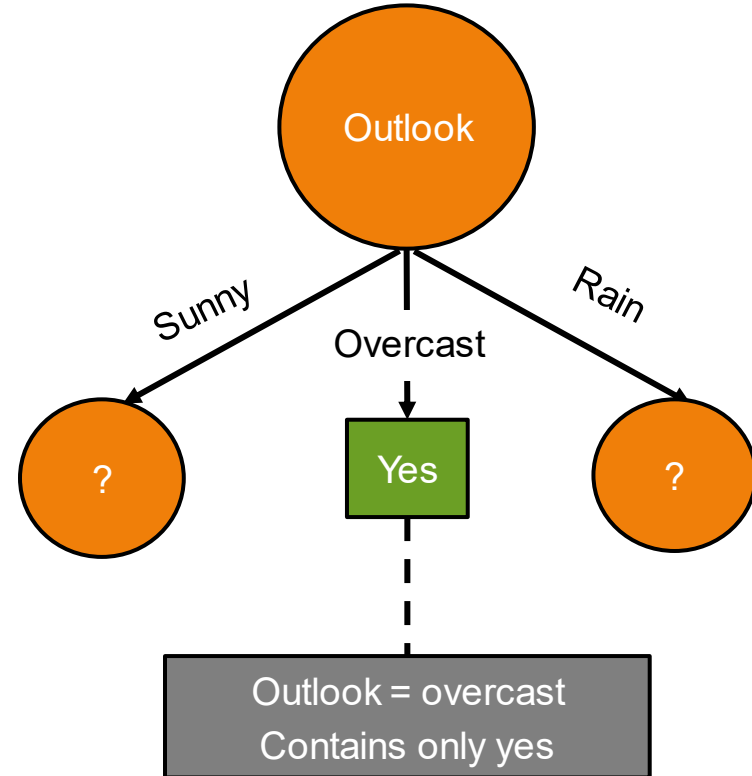 Outlook
Sunny
Overcast
Rain
?
Yes
?
Outlook = overcast
Contains only yes